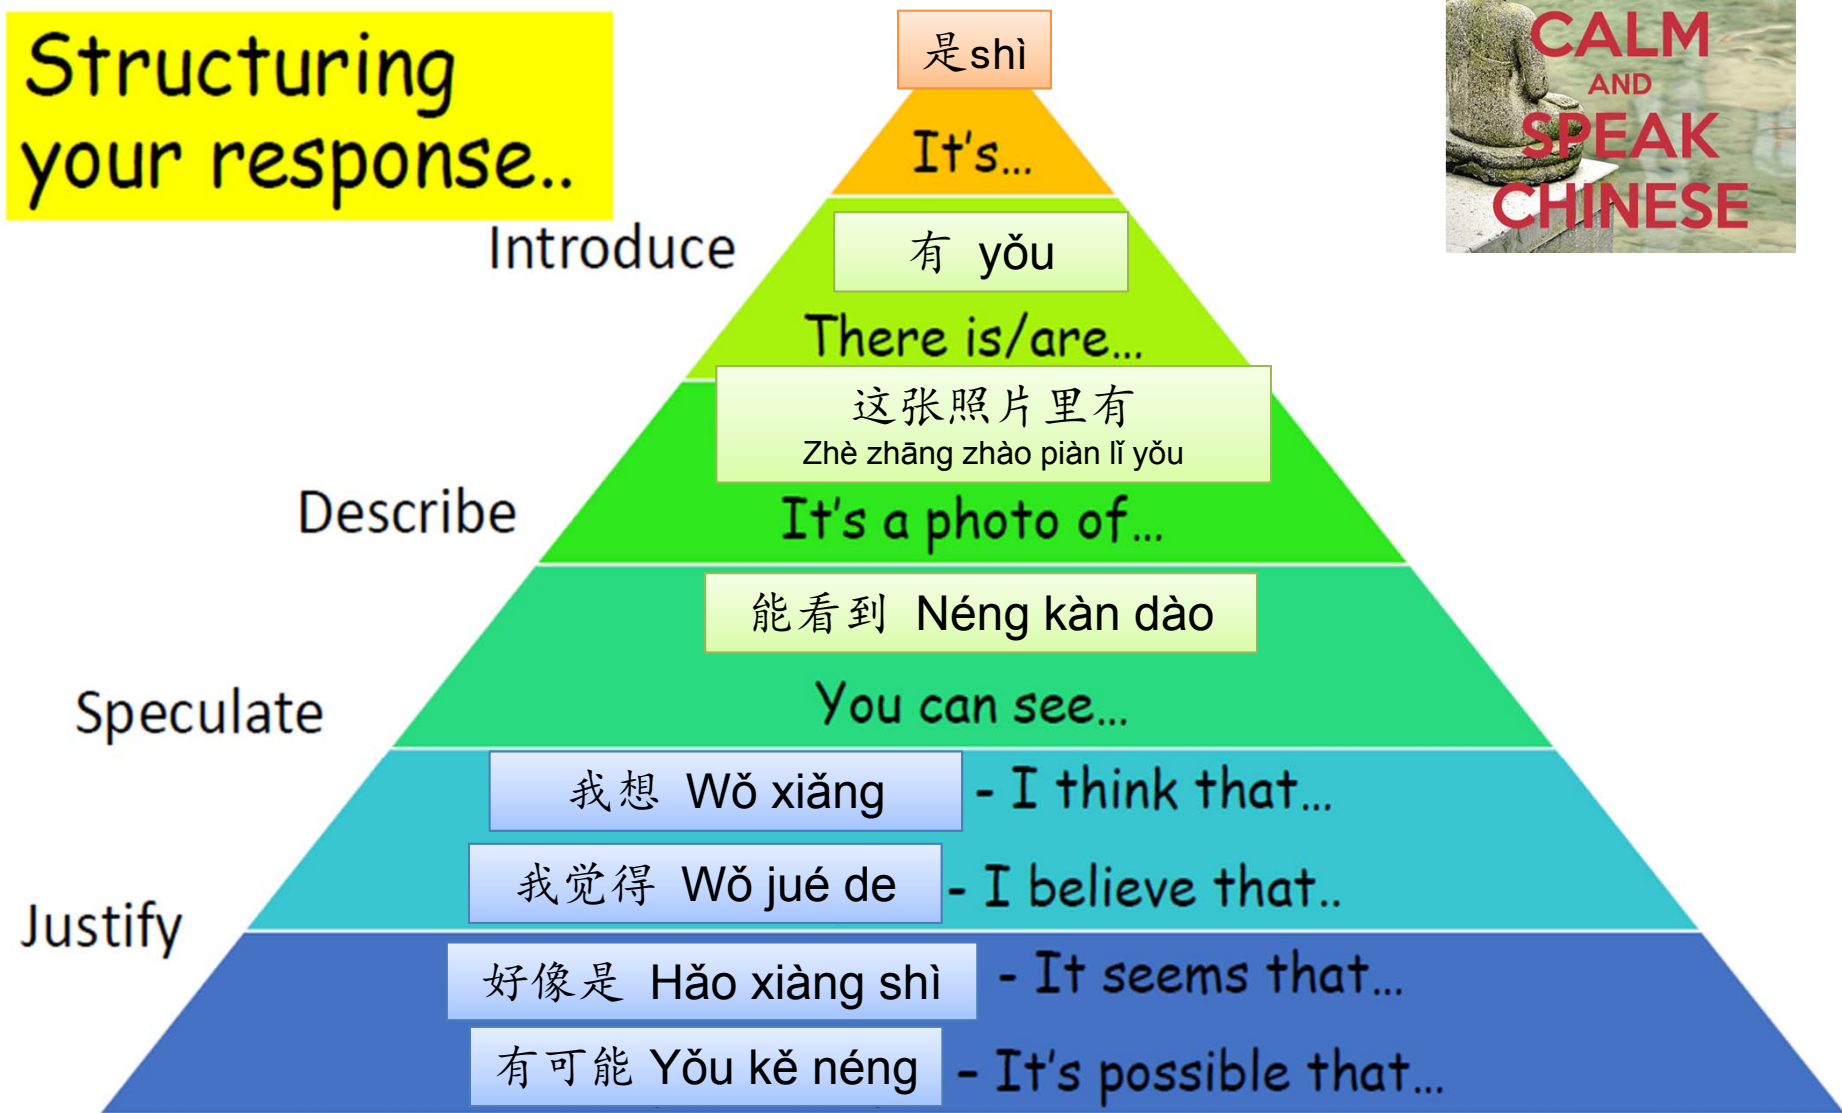 Structuring
your response..
是shì
It's...
CALM
AND
SPEAK
CHINESE
Introduce
有 yǒu
There is/are...
这张照片里有
Zhè zhāng zhào piàn lǐ yǒu
Describe
It's a photo of...
能看到 Néng kàn dào
Speculate
You can see...
我想 Wǒ xiǎng - I think that...
我觉得 Wǒ jué de - I believe that..
Justify
好像是 Hǎo xiàng shì - It seems that...
有可能 Yǒu kě néng - It's possible that...